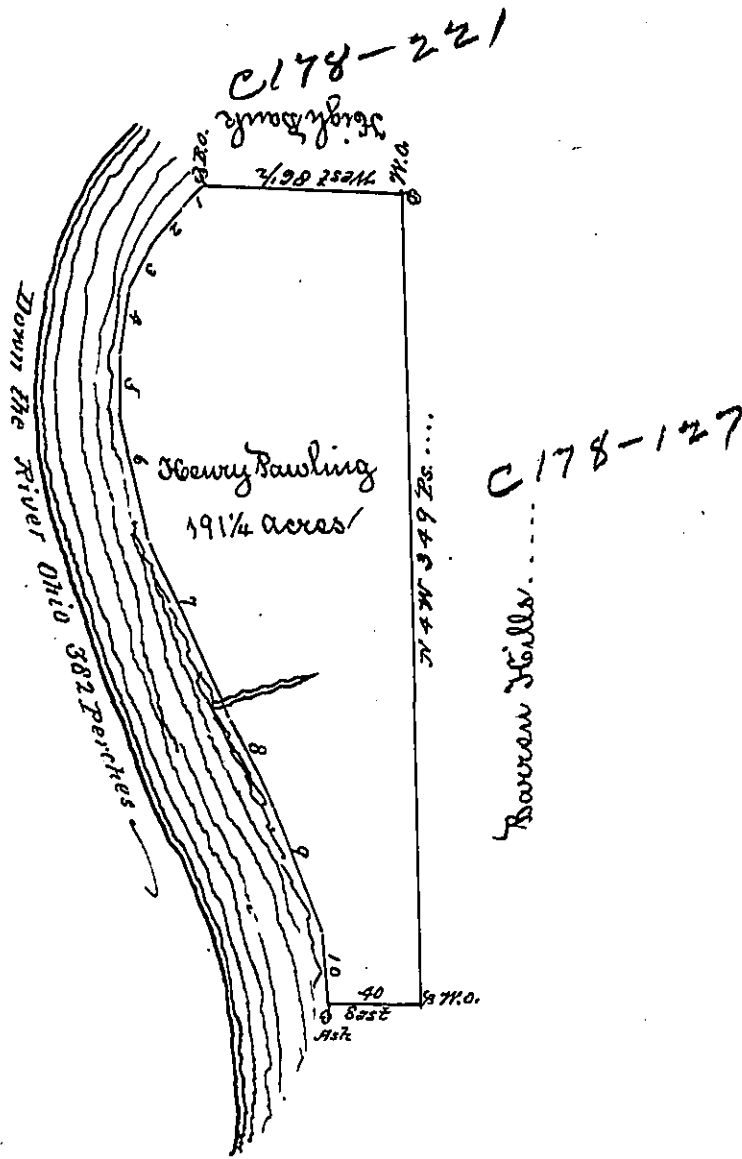 C178-221
High Bank
B.R.O.
West 86 1/2
W.O.
1
2
3
4
5
6
7
8
9
10
Down the River Ohio 382 Perches
Henry Pawling
191 1/4 acres
N 4 W 349 Ps....
C178-127
Barren Hills......
40
East
Ash
W.O.